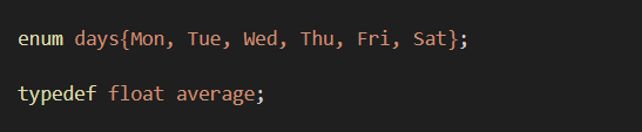 enum days{Mon, Tue, Wed, Thu, Fri, Sat};
typedef float average;